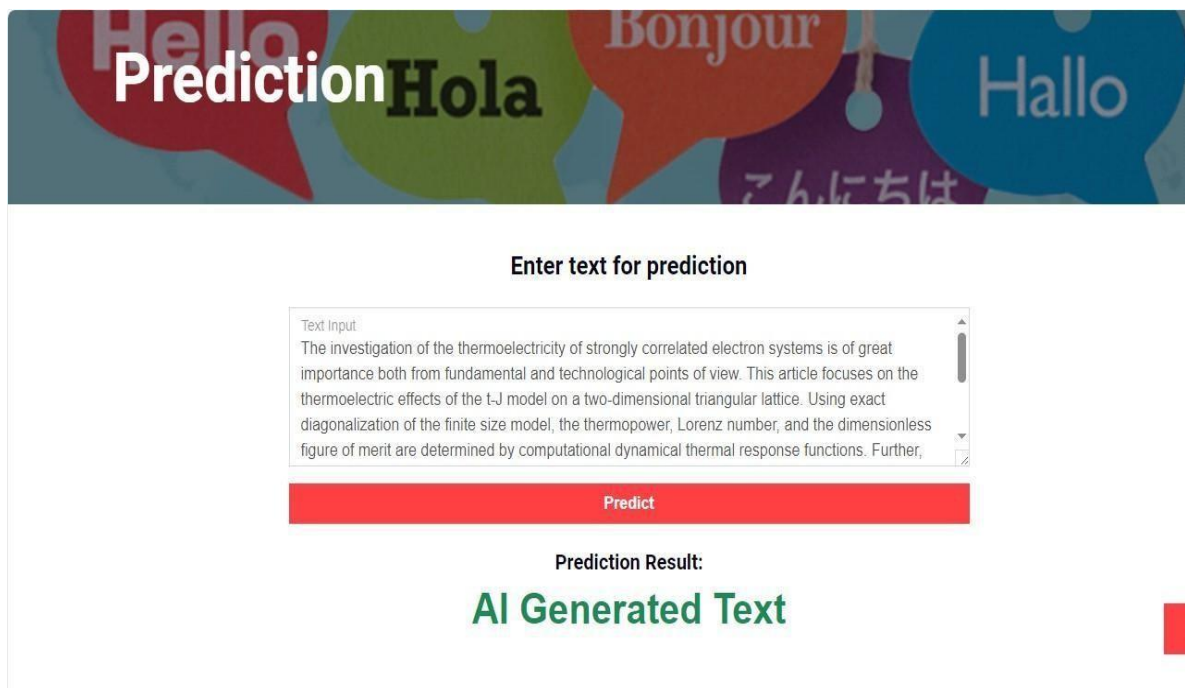 Hello
Bonjour
Prediction
Hola
Hallo
こんにちは
Enter text for prediction
Text Input
The investigation of the thermoelectricity of strongly correlated electron systems is of great
importance both from fundamental and technological points of view. This article focuses on the
thermoelectric effects of the t-J model on a two-dimensional triangular lattice. Using exact
diagonalization of the finite size model, the thermopower, Lorenz number, and the dimensionless
figure of merit are determined by computational dynamical thermal response functions. Further,
Predict
Prediction Result:
AI Generated Text